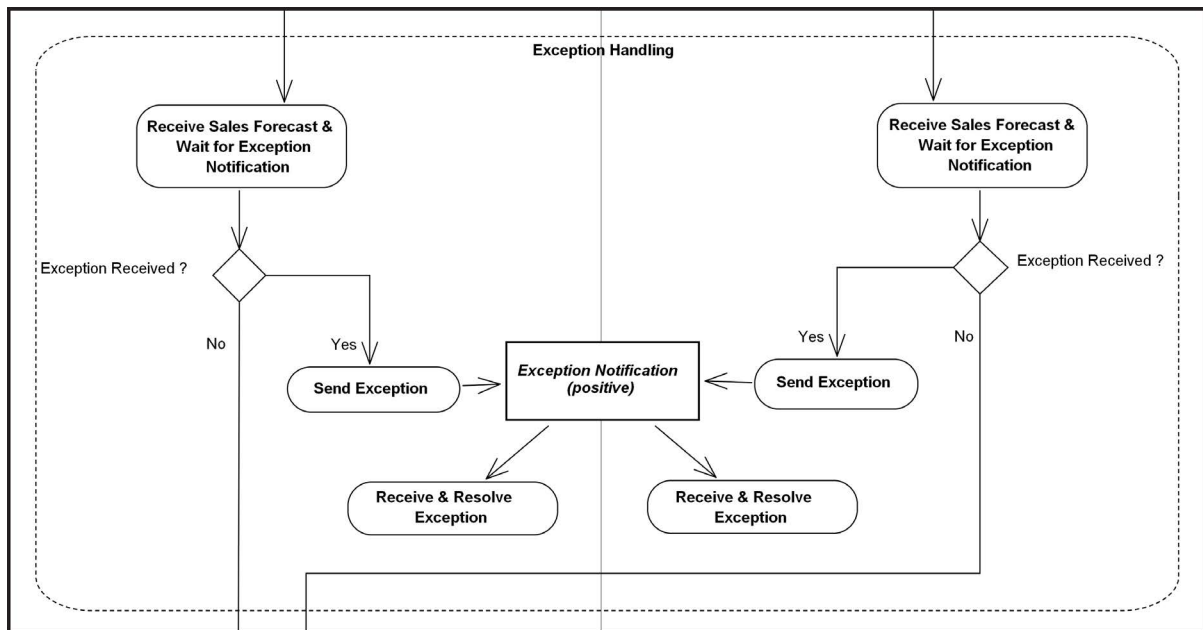 Exception Handling
Receive Sales Forecast &
Wait for Exception
Notification
Receive Sales Forecast &
Wait for Exception
Notification
Exception Received ?
Exception Received ?
No
Yes
Yes
No
Send Exception
Exception Notification
(positive)
Send Exception
Receive & Resolve
Exception
Receive & Resolve
Exception